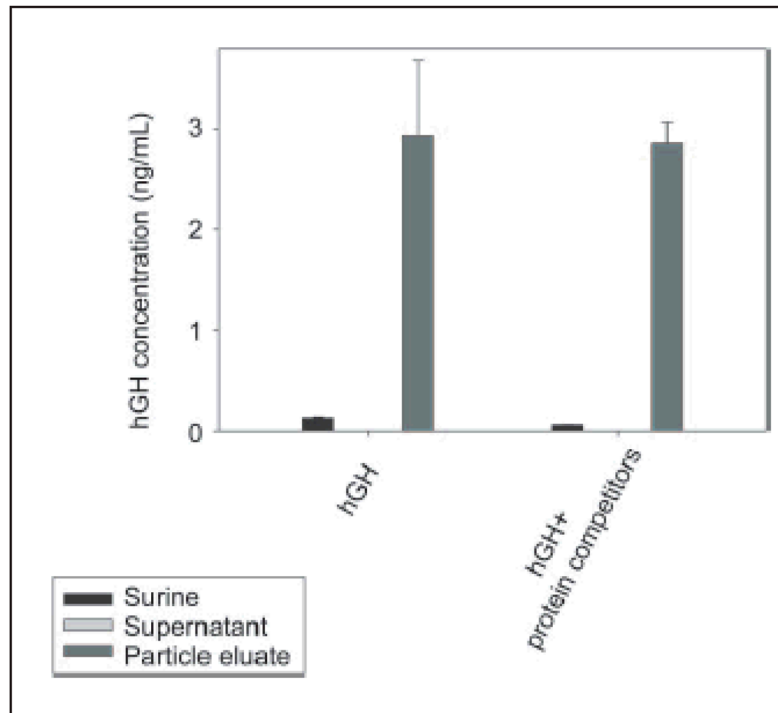 hGH concentration (ng/mL)
3
2
1
0
hGH
hGH+
protein competitors
Surine
Supernatant
Particle eluate